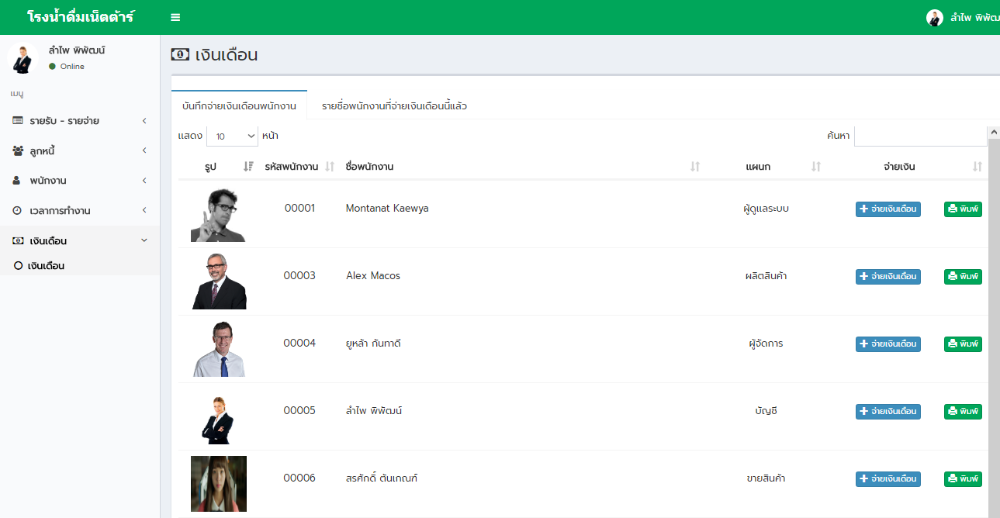 โรงน้ำดื่มเน็ตต้าร์
ลำไพ พิพัฒ
ลำไพ พิพัฒน์
Online
เมนู
รายรับ - รายจ่าย
ลูกหนี้
พนักงาน
เวลาการทำงาน
เงินเดือน
เงินเดือน
เงินเดือน
บันทึกจ่ายเงินเดือนพนักงาน รายชื่อพนักงานที่จ่ายเงินเดือนนี้แล้ว
แสดง 10 หน้า ค้นหา
รูป รหัสพนักงาน ชื่อพนักงาน แผนก จ่ายเงิน
00001 Montanat Kaewya ผู้ดูแลระบบ จ่ายเงินเดือน พิมพ์
00003 Alex Macos ผลิตสินค้า จ่ายเงินเดือน พิมพ์
00004 ยูหล้า กันทาดี ผู้จัดการ จ่ายเงินเดือน พิมพ์
00005 ลำไพ พิพัฒน์ บัญชี จ่ายเงินเดือน พิมพ์
00006 สรศักดิ์ ต้นเกณฑ์ ขายสินค้า จ่ายเงินเดือน พิมพ์